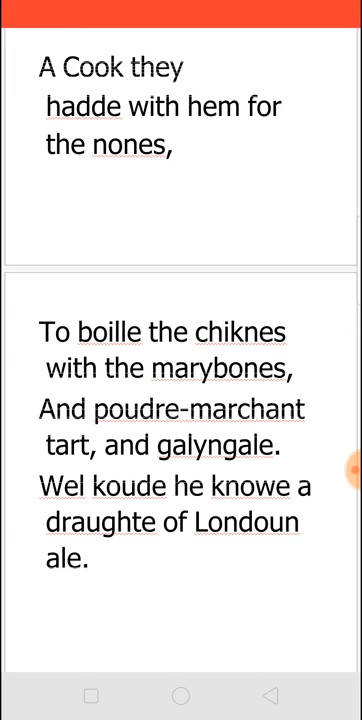 A Cook they
hadde with hem for
the nones,
To boille the chiknes
with the marybones,
And poudre-marchant
tart, and galyngale.
Wel koude he knowe a
draughte of Londoun
ale.